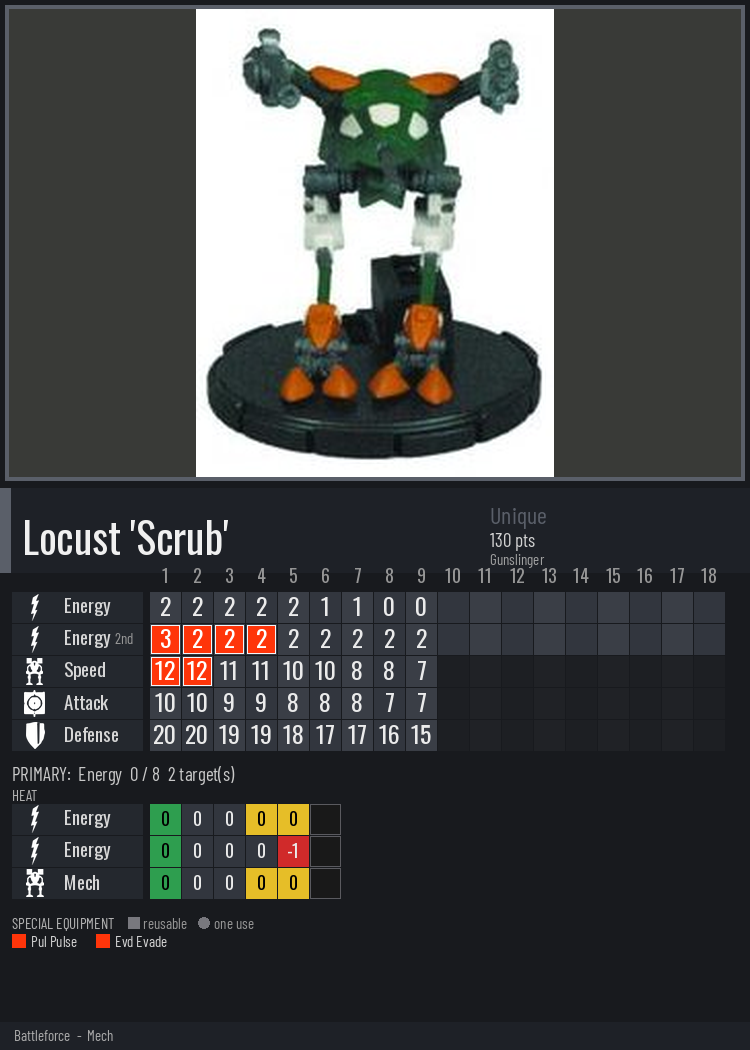 Locust 'Scrub'
Unique
130 pts
Gunslinger
1 2 3 4 5 6 7 8 9 10 11 12 13 14 15 16 17 18
Energy 2 2 2 2 2 1 1 0 0
Energy 2nd 3 2 2 2 2 2 2 2 2
Speed 12 12 11 11 10 10 8 8 7
Attack 10 10 9 9 8 8 8 7 7
Defense 20 20 19 19 18 17 17 16 15
PRIMARY: Energy 0 / 8 2 target(s)
HEAT
Energy 0 0 0 0 0
Energy 0 0 0 0 -1
Mech 0 0 0 0 0
SPECIAL EQUIPMENT reusable one use
Pul Pulse Evd Evade
Battleforce - Mech